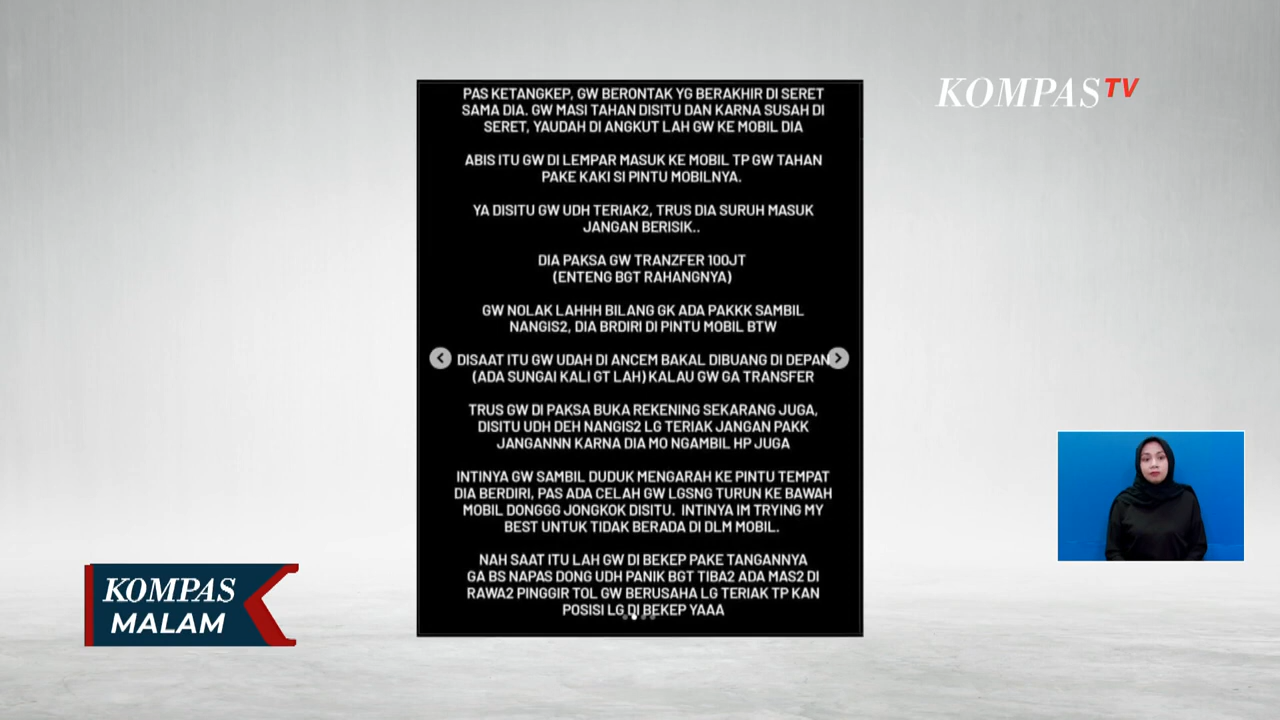 KOMPAS TV
PAS KETANGKEP, GW BERONTAK YG BERAKHIR DI SERET
SAMA DIA. GW MASI TAHAN DISITU DAN KARNA SUSAH DI
SERET, YAUDAH DI ANGKUT LAH GW KE MOBIL DIA
ABIS ITU GW DI LEMPAR MASUK KE MOBIL TP GW TAHAN
PAKE KAKI SI PINTU MOBILNYA.
YA DISITU GW UDH TERIAK2, TRUS DIA SURUH MASUK
JANGAN BERISIK..
DIA PAKSA GW TRANZFER 100JT
(ENTENG BGT RAHANGNYA)
GW NOLAK LAHHH BILANG GK ADA PAKKK SAMBIL
NANGIS2, DIA BRDIRI DI PINTU MOBIL BTW
DISAAT ITU GW UDAH DI ANCEM BAKAL DIBUANG DI DEPAN
(ADA SUNGAI KALI GT LAH) KALAU GW GA TRANSFER
TRUS GW DI PAKSA BUKA REKENING SEKARANG JUGA,
DISITU UDH DEH NANGIS2 LG TERIAK JANGAN PAKK
JANGANNN KARNA DIA MO NGAMBIL HP JUGA
INTINYA GW SAMBIL DUDUK MENGARAH KE PINTU TEMPAT
DIA BERDIRI, PAS ADA CELAH GW LGSNG TURUN KE BAWAH
MOBIL DONGGG JONGKOK DISITU. INTINYA IM TRYING MY
BEST UNTUK TIDAK BERADA DI DLM MOBIL.
NAH SAAT ITU LAH GW DI BEKEP PAKE TANGANNYA
GA BS NAPAS DONG UDH PANIK BGT TIBA2 ADA MAS2 DI
RAWA2 PINGGIR TOL GW BERUSAHA LG TERIAK TP KAN
POSISI LG DI BEKEP YAAA
KOMPAS
MALAM